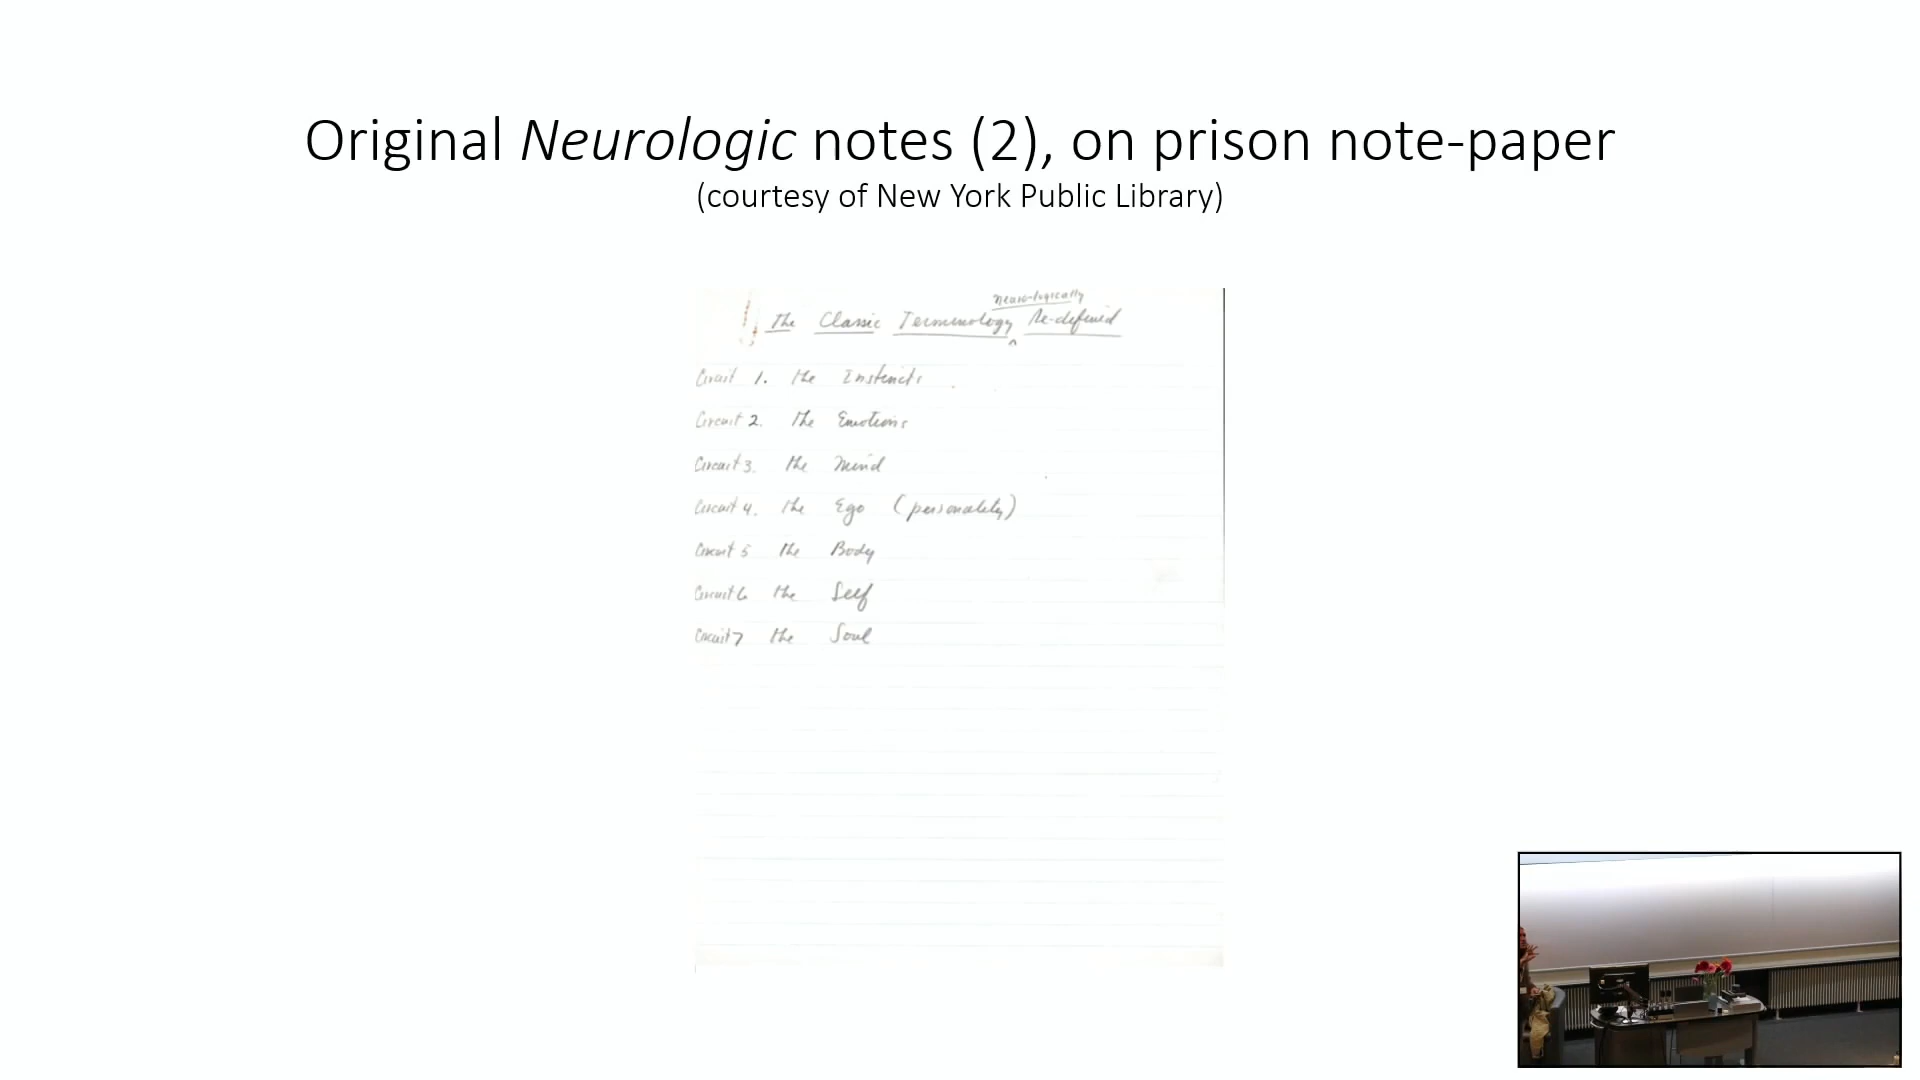 Original Neurologic notes (2), on prison note-paper
(courtesy of New York Public Library)
neuro-logically
The Classic Terminology ^ Re-defined
Circuit 1. the Instincts
Circuit 2. the Emotions
Circuit 3. the Mind
Circuit 4. the Ego (personality)
Circuit 5 the Body
Circuit 6 the Self
Circuit 7 the Soul